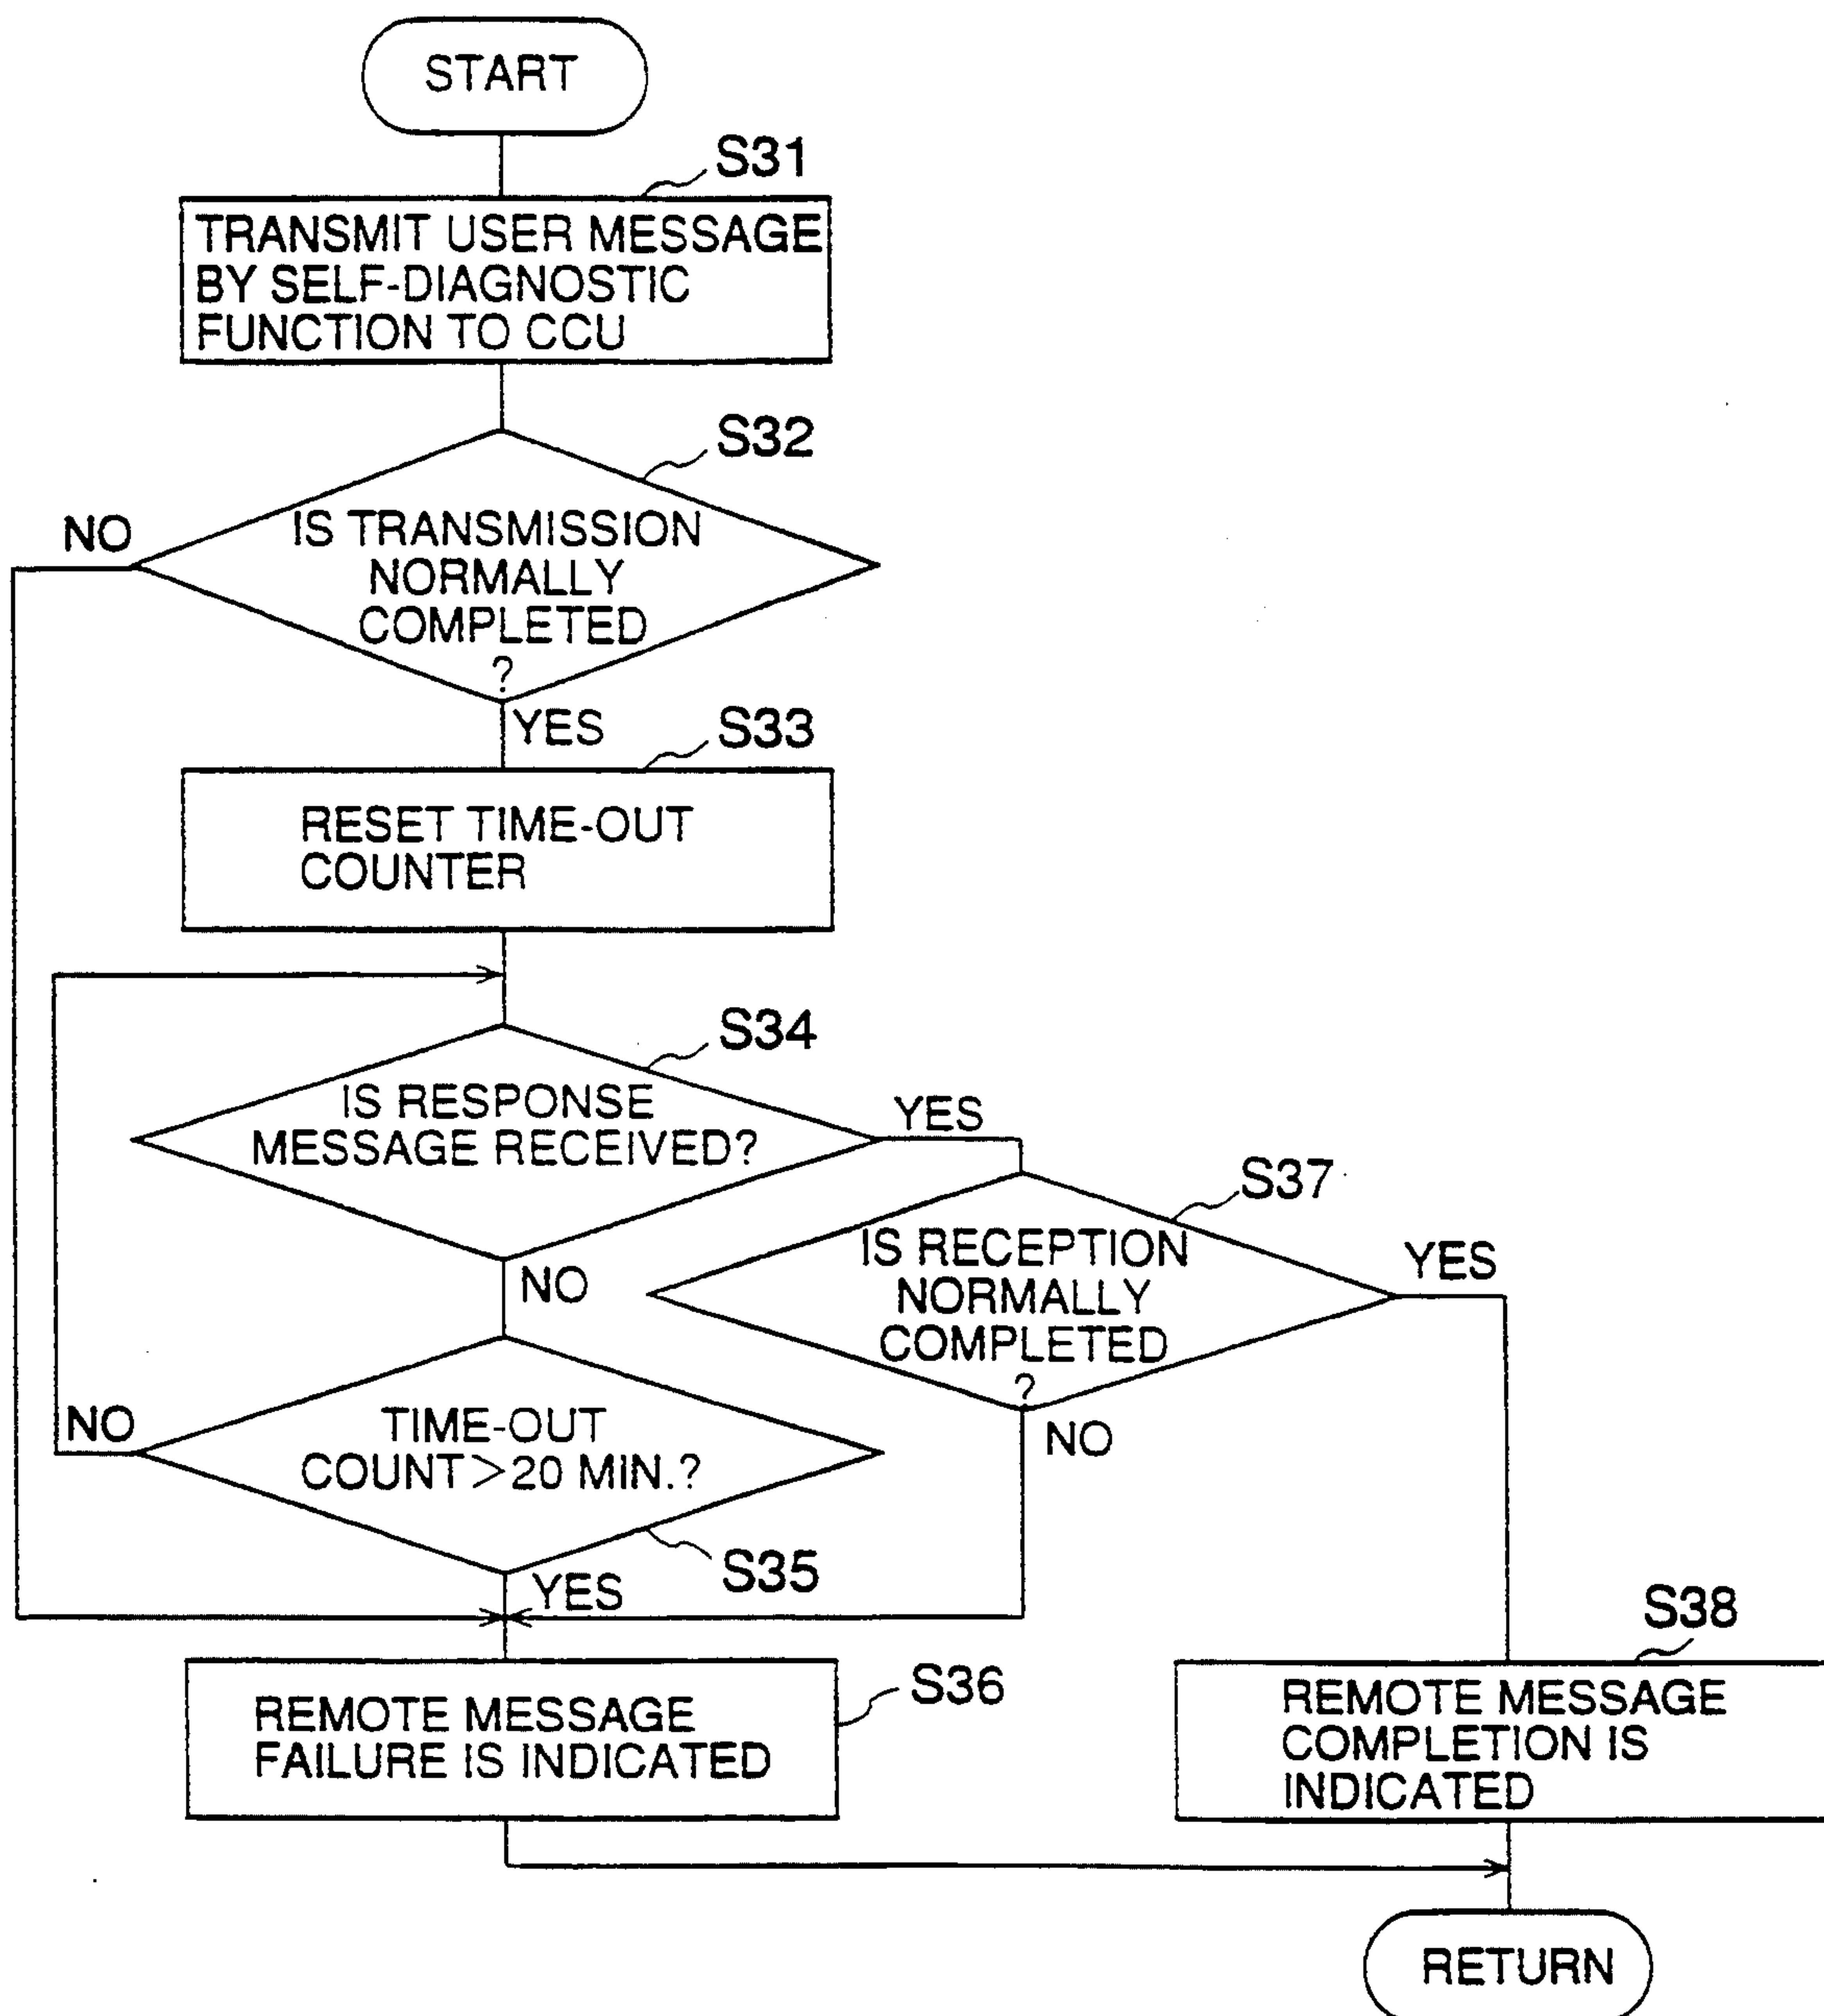 START
S31
TRANSMIT USER MESSAGE
BY SELF-DIAGNOSTIC
FUNCTION TO CCU
S32
NO
IS TRANSMISSION
NORMALLY
COMPLETED
?
YES
S33
RESET TIME-OUT
COUNTER
S34
IS RESPONSE
MESSAGE RECEIVED?
YES
NO
S37
IS RECEPTION
NORMALLY
COMPLETED
?
YES
NO
NO
TIME-OUT
COUNT>20 MIN.?
S35
YES
S36
REMOTE MESSAGE
FAILURE IS INDICATED
S38
REMOTE MESSAGE
COMPLETION IS
INDICATED
RETURN